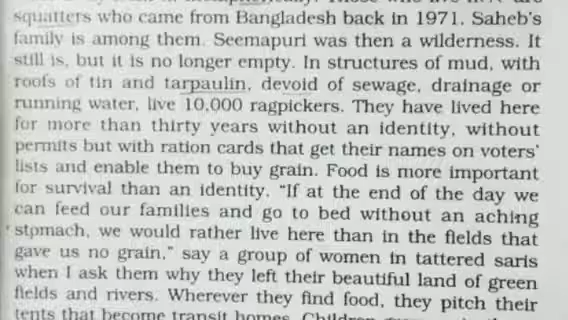 squatters who came from Bangladesh back in 1971. Saheb's
family is among them. Seemapuri was then a wilderness. It
still is, but it is no longer empty. In structures of mud, with
roofs of tin and tarpaulin, devoid of sewage, drainage or
running water, live 10,000 ragpickers. They have lived here
for more than thirty years without an identity, without
permits but with ration cards that get their names on voters'
lists and enable them to buy grain. Food is more important
for survival than an identity. "If at the end of the day we
can feed our families and go to bed without an aching
stomach, we would rather live here than in the fields that
gave us no grain," say a group of women in tattered saris
when I ask them why they left their beautiful land of green
fields and rivers. Wherever they find food, they pitch their
tents that become transit homes. Children